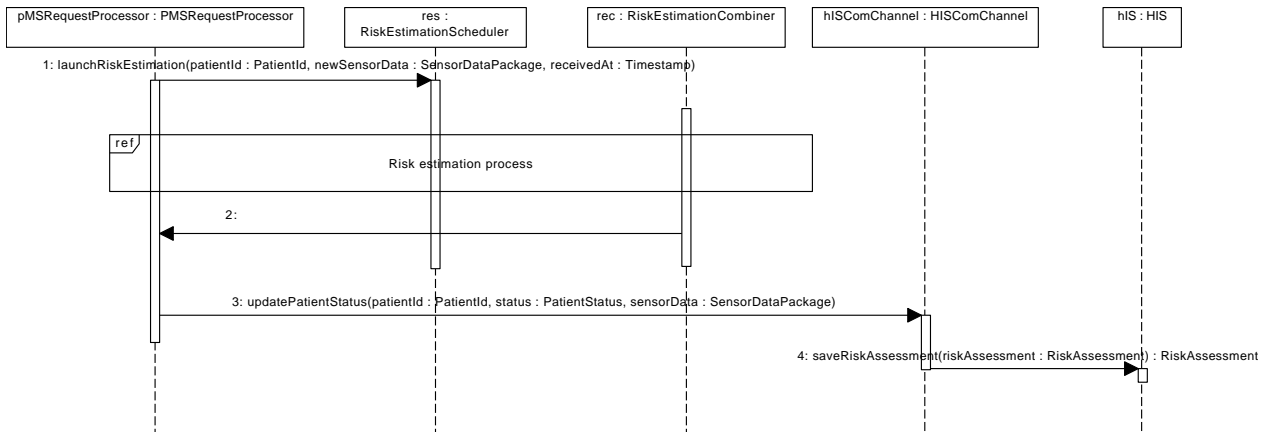 pMSRequestProcessor : PMSRequestProcessor
res :
RiskEstimationScheduler
rec : RiskEstimationCombiner
hISComChannel : HISComChannel
hIS : HIS
1: launchRiskEstimation(patientId : PatientId, newSensorData : SensorDataPackage, receivedAt : Timestamp)
ref
Risk estimation process
2:
3: updatePatientStatus(patientId : PatientId, status : PatientStatus, sensorData : SensorDataPackage)
4: saveRiskAssessment(riskAssessment : RiskAssessment) : RiskAssessment